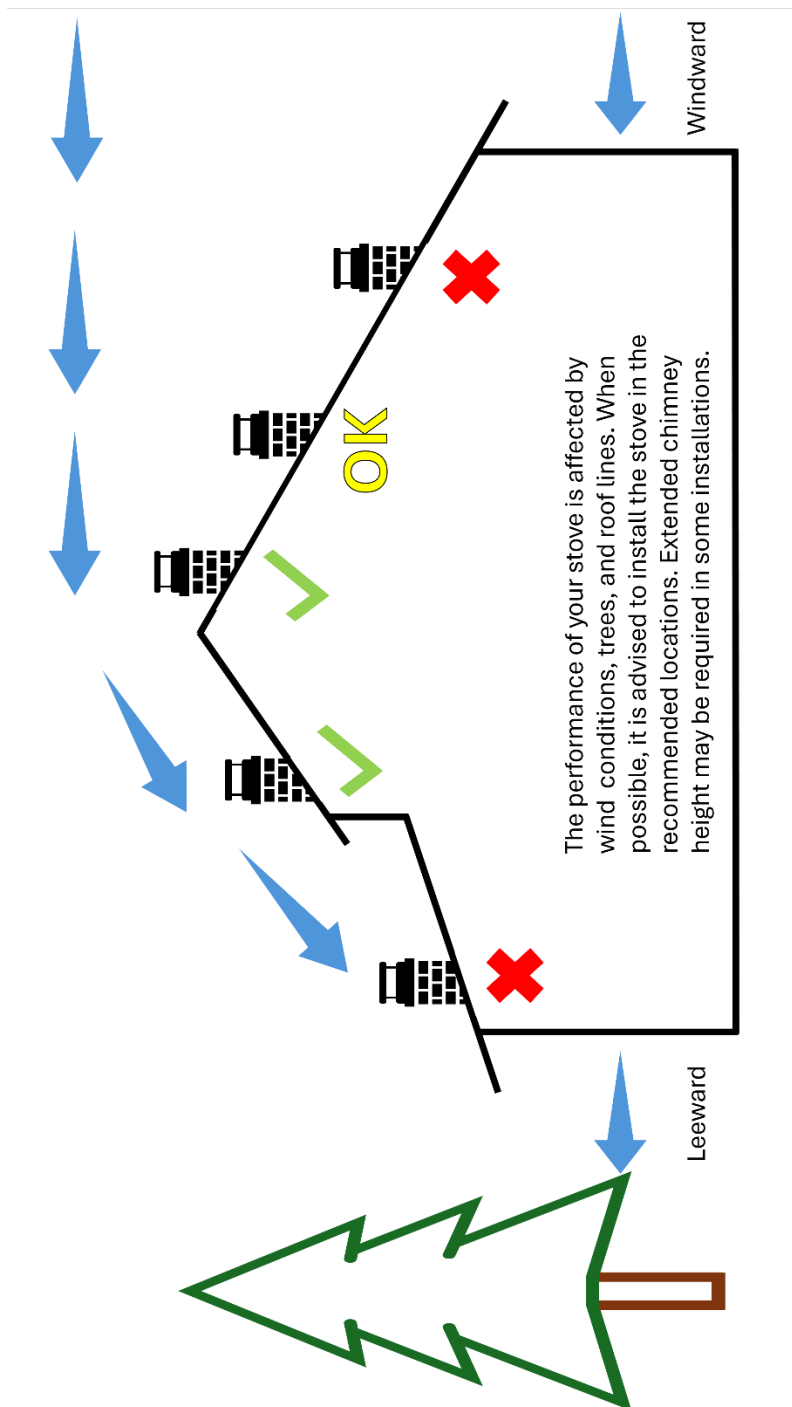 Leeward
Windward
OK
The performance of your stove is affected by
wind conditions, trees, and roof lines. When
possible, it is advised to install the stove in the
recommended locations. Extended chimney
height may be required in some installations.